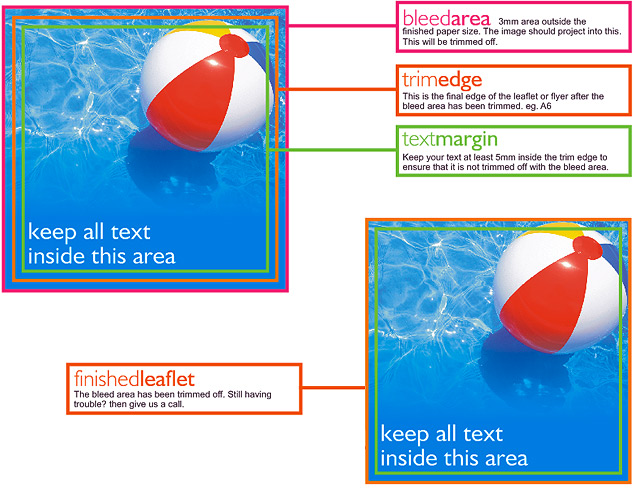 bleedarea 3mm area outside the
finished paper size. The image should project into this.
This will be trimmed off.
trimedge
This is the final edge of the leaflet or flyer after the
bleed area has been trimmed. eg. A6
textmargin
Keep your text at least 5mm inside the trim edge to
ensure that it is not trimmed off with the bleed area.
keep all text
inside this area
finishedleaflet
The bleed area has been trimmed off. Still having
trouble? then give us a call.
keep all text
inside this area